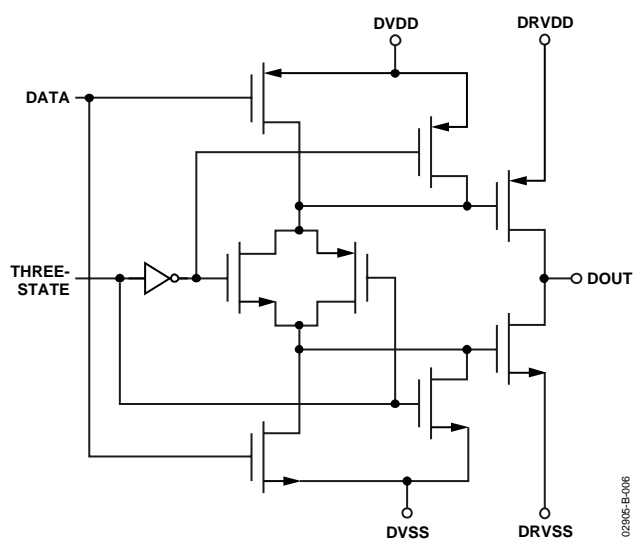 DVDD
DRVDD
DATA
THREE-
STATE
DOUT
DVSS
DRVSS
02905-B-006